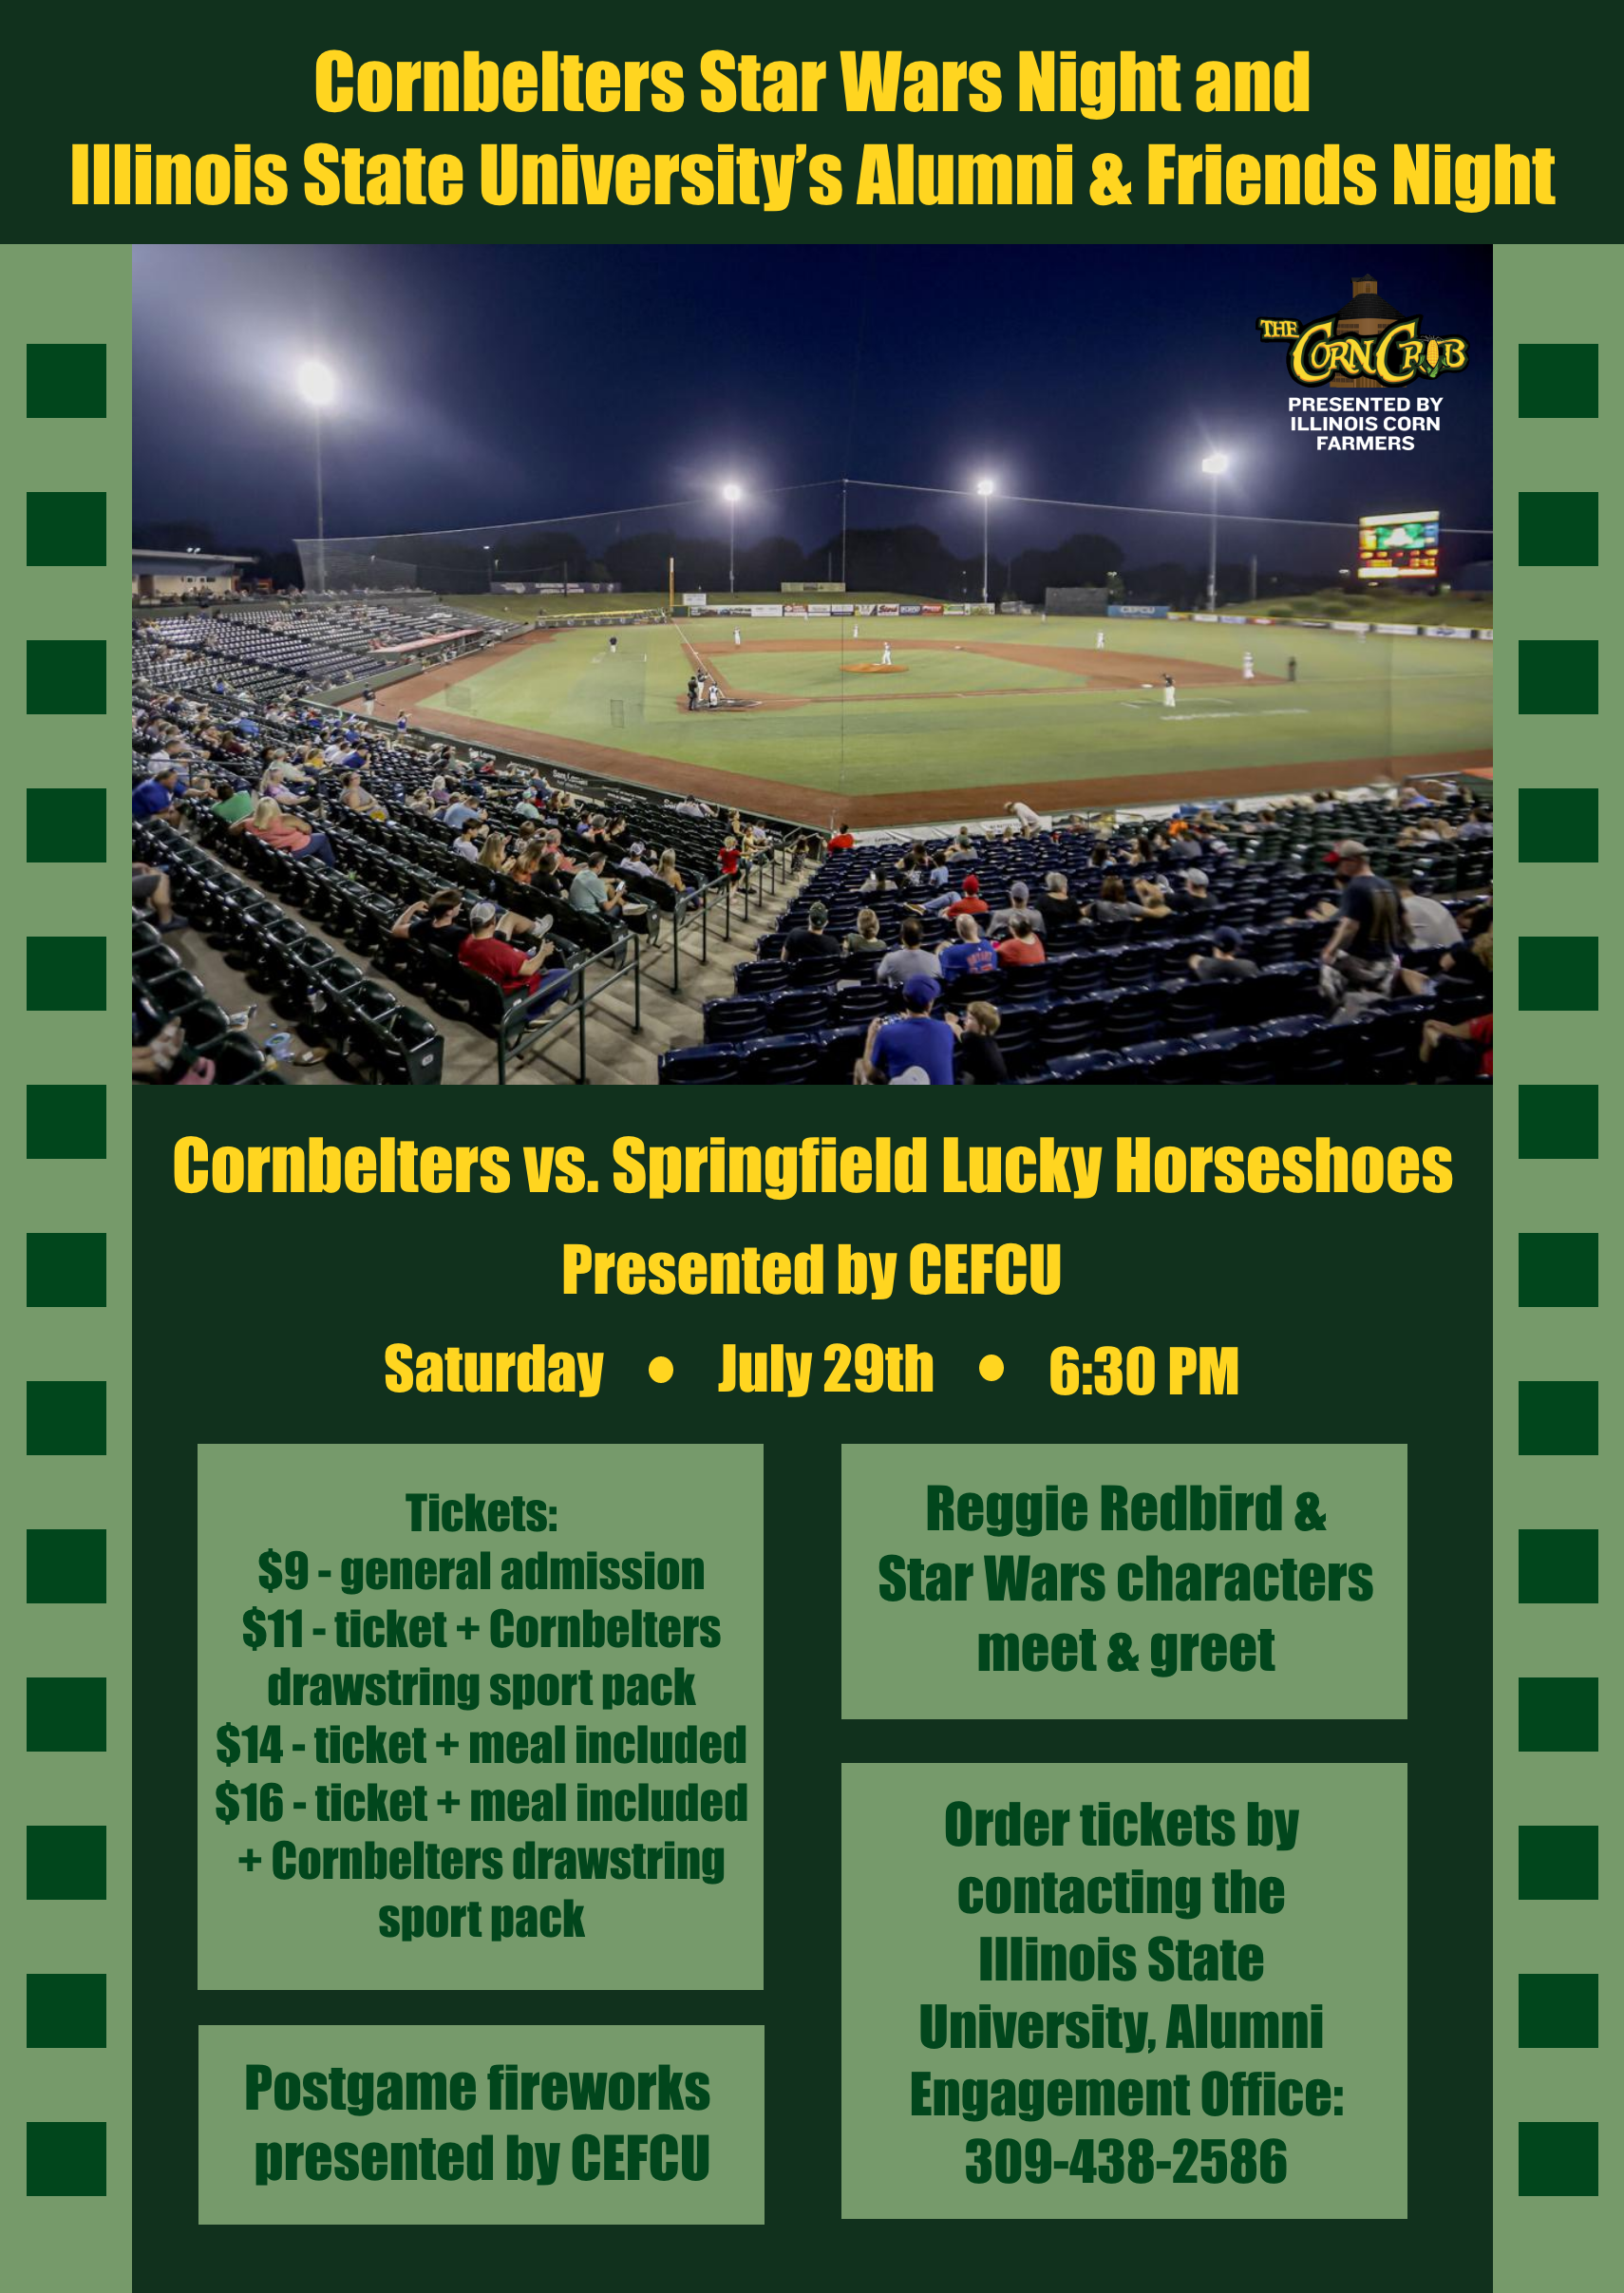 Cornbelters Star Wars Night and
Illinois State University’s Alumni & Friends Night
THE CORN CRIB
PRESENTED BY
ILLINOIS CORN
FARMERS
CEFCU
BRYANT
Cornbelters vs. Springfield Lucky Horseshoes
Presented by CEFCU
Saturday • July 29th • 6:30 PM
Tickets:
$9 - general admission
$11 - ticket + Cornbelters
drawstring sport pack
$14 - ticket + meal included
$16 - ticket + meal included
+ Cornbelters drawstring
sport pack
Postgame fireworks
presented by CEFCU
Reggie Redbird &
Star Wars characters
meet & greet
Order tickets by
contacting the
Illinois State
University, Alumni
Engagement Office:
309-438-2586